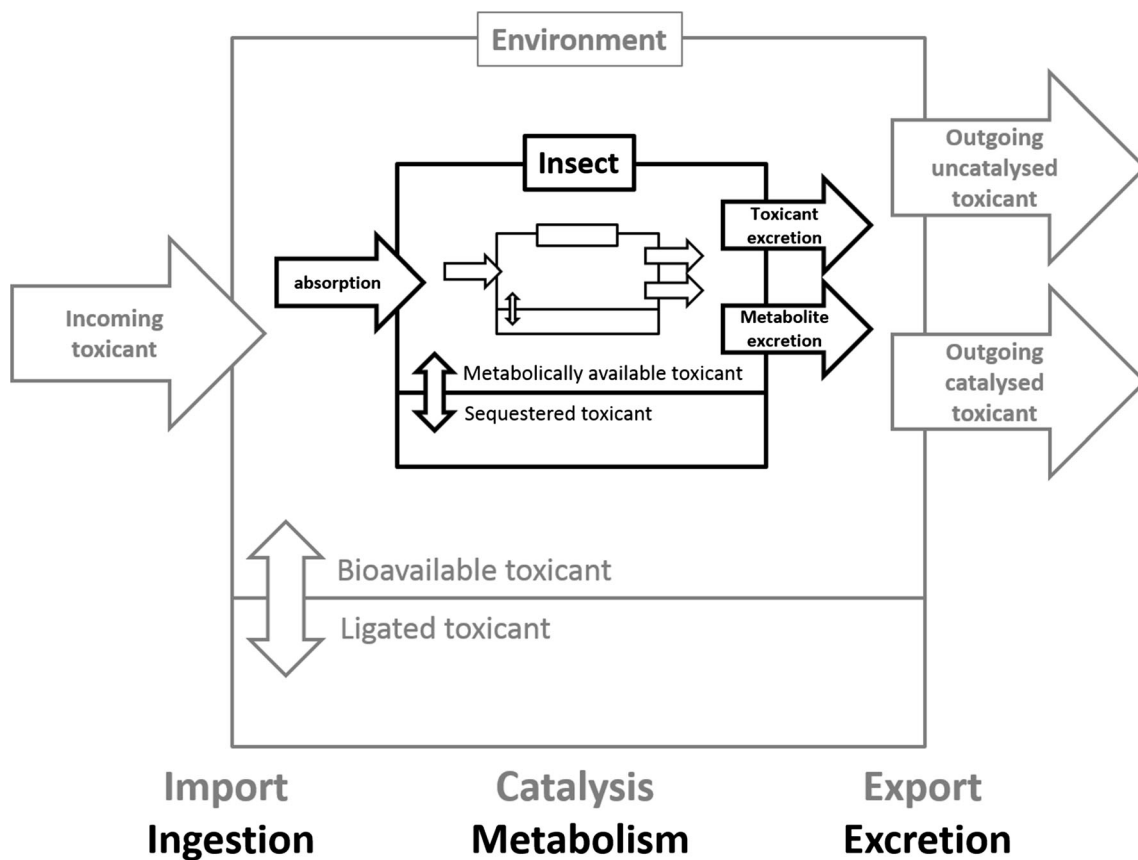 Environment
Outgoing
uncatalysed
toxicant
Insect
Toxicant
excretion
absorption
Incoming
toxicant
Metabolite
excretion
Outgoing
catalysed
toxicant
Metabolically available toxicant
Sequestered toxicant
Bioavailable toxicant
Ligated toxicant
Import
Catalysis
Export
Ingestion
Metabolism
Excretion